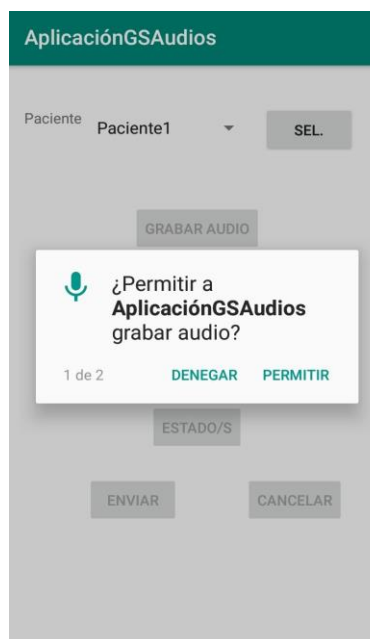 AplicaciónGSAudios
Paciente Paciente1 SEL.
GRABAR AUDIO
¿Permitir a
AplicaciónGSAudios
grabar audio?
1 de 2 DENEGAR PERMITIR
ESTADO/S
ENVIAR CANCELAR